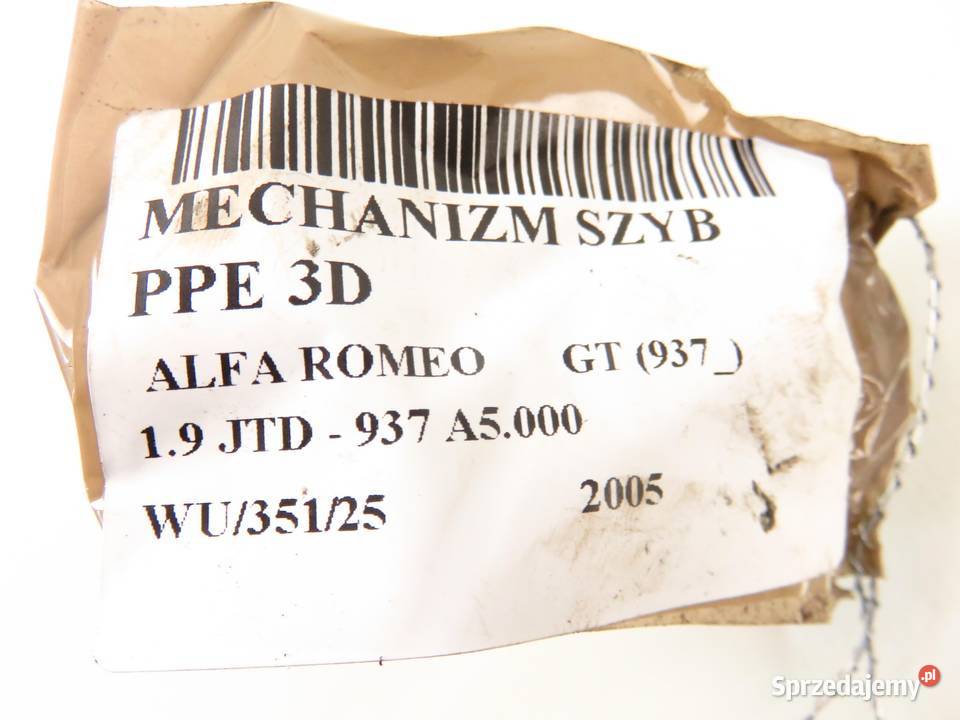 MECHANIZM SZYB
PPE 3D
ALFA ROMEO GT (937_)
1.9 JTD - 937 A5.000
WU/351/25 2005
Sprzedajemy.pl